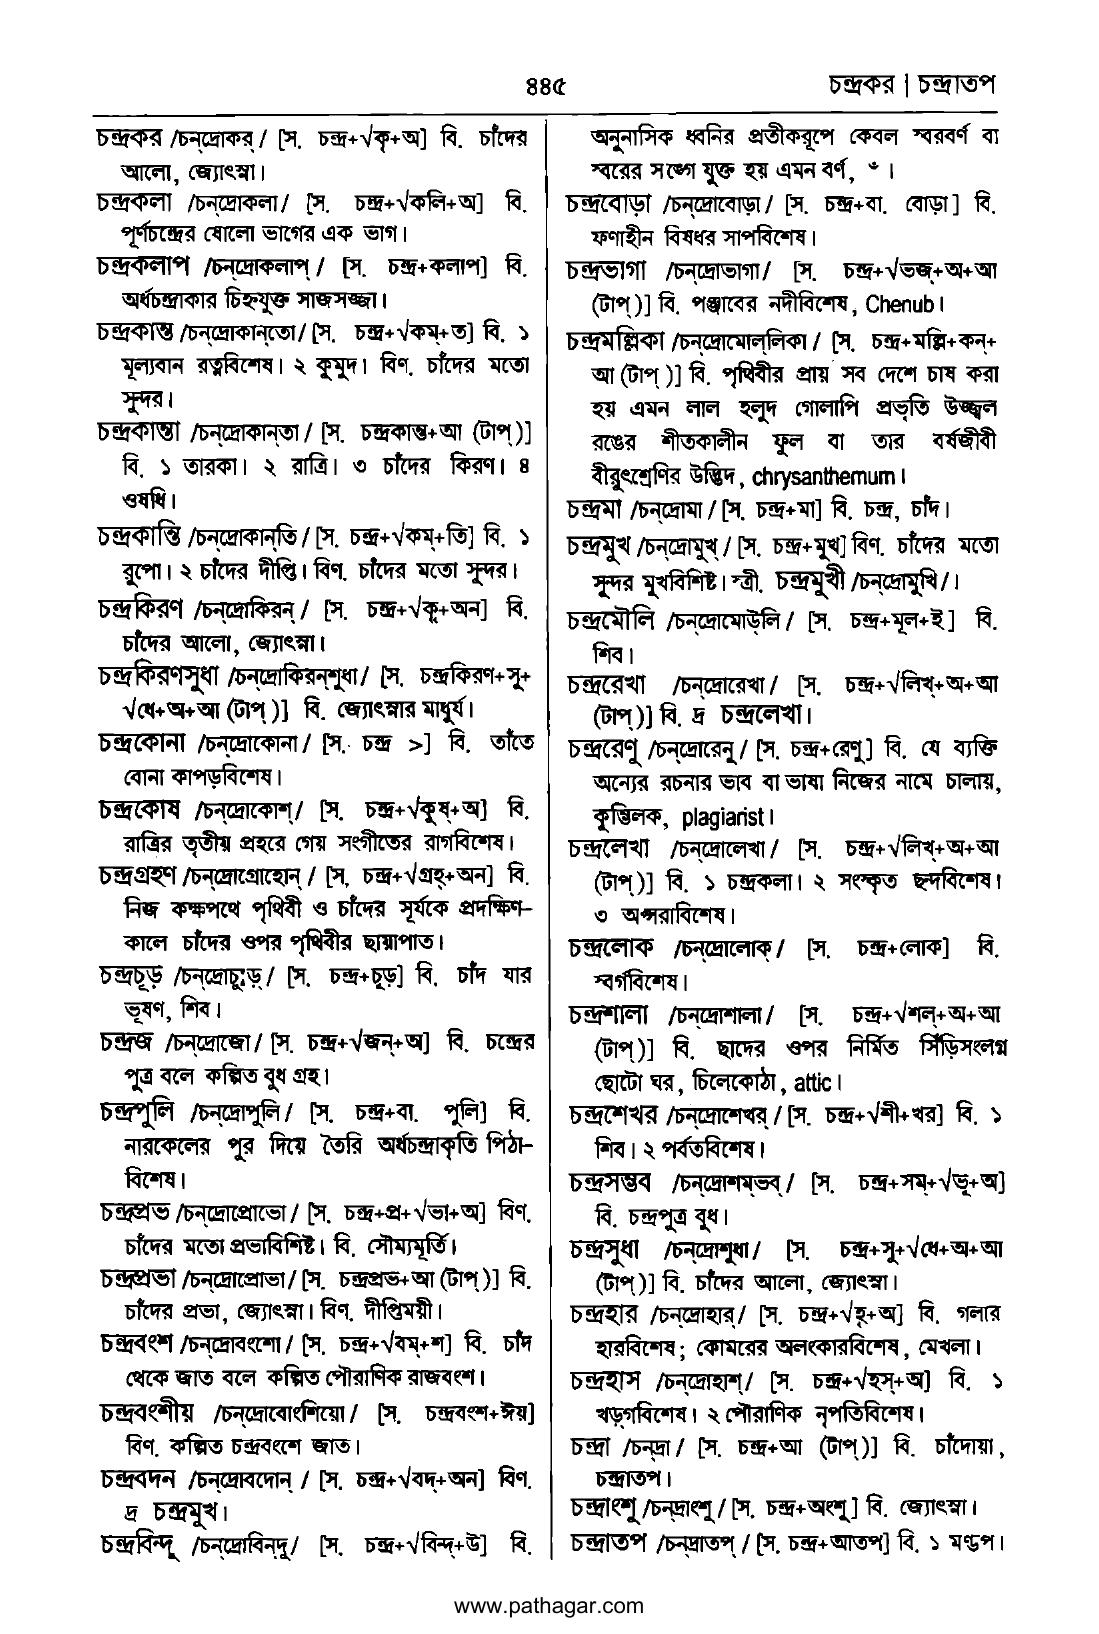 ৪৪৫
চন্দ্রকর | চন্দ্রাতপ
চন্দ্রকর /চন্‌দ্রোকর্/ [স. চন্দ্র+√কৃ+অ] বি. চাঁদের
আলো, জ্যোৎস্না।
চন্দ্রকলা /চন্‌দ্রোকলা/ [স. চন্দ্র+√কলি+অ] বি.
পূর্ণচন্দ্রের ষোলো ভাগের এক ভাগ।
চন্দ্রকলাপ /চন্‌দ্রোকলাপ্/ [স. চন্দ্র+কলাপ] বি.
অর্ধচন্দ্রাকার চিহ্নযুক্ত সাজসজ্জা।
চন্দ্রকান্ত /চন্‌দ্রোকান্‌তো/ [স. চন্দ্র+√কম্+ত] বি. ১
মূল্যবান রত্নবিশেষ। ২ কুমুদ। বিণ. চাঁদের মতো
সুন্দর।
চন্দ্রকান্তা /চন্‌দ্রোকান্‌তা/ [স. চন্দ্রকান্ত+আ (টাপ্)]
বি. ১ তারকা। ২ রাত্রি। ৩ চাঁদের কিরণ। ৪
ওষধি।
চন্দ্রকান্তি /চন্‌দ্রোকান্‌তি/ [স. চন্দ্র+√কম্+তি] বি. ১
রুপো। ২ চাঁদের দীপ্তি। বিণ. চাঁদের মতো সুন্দর।
চন্দ্রকিরণ /চন্‌দ্রোকিরন্/ [স. চন্দ্র+√কৃ+অন] বি.
চাঁদের আলো, জ্যোৎস্না।
চন্দ্রকিরণসুধা /চন্‌দ্রোকিরন্‌শুধা/ [স. চন্দ্রকিরণ+সু+
√ধে+অ+আ (টাপ্)] বি. জ্যোৎস্নার মাধুর্য।
চন্দ্রকোনা /চন্‌দ্রোকোনা/ [স. চন্দ্র >] বি. তাঁতে
বোনা কাপড়বিশেষ।
চন্দ্রকোষ /চন্‌দ্রোকোশ্/ [স. চন্দ্র+√কুষ্+অ] বি.
রাত্রির তৃতীয় প্রহরে গেয় সংগীতের রাগবিশেষ।
চন্দ্রগ্রহণ /চন্‌দ্রোগ্রোহোন্/ [স. চন্দ্র+√গ্রহ্+অন] বি.
নিজ কক্ষপথে পৃথিবী ও চাঁদের সূর্যকে প্রদক্ষিণ-
কালে চাঁদের ওপর পৃথিবীর ছায়াপাত।
চন্দ্রচূড় /চন্‌দ্রোচুড়্/ [স. চন্দ্র+চূড়] বি. চাঁদ যার
ভূষণ, শিব।
চন্দ্রজ /চন্‌দ্রোজো/ [স. চন্দ্র+√জন্+অ] বি. চন্দ্রের
পুত্র বলে কল্পিত বুধ গ্রহ।
চন্দ্রপুলি /চন্‌দ্রোপুলি/ [স. চন্দ্র+বা. পুলি] বি.
নারকেলের পুর দিয়ে তৈরি অর্ধচন্দ্রাকৃতি পিঠা-
বিশেষ।
চন্দ্রপ্রভ /চন্‌দ্রোপ্রোভো/ [স. চন্দ্র+প্র+√ভা+অ] বিণ.
চাঁদের মতো প্রভাবিশিষ্ট। বি. সৌম্যমূর্তি।
চন্দ্রপ্রভা /চন্‌দ্রোপ্রোভা/ [স. চন্দ্রপ্রভ+আ (টাপ্)] বি.
চাঁদের প্রভা, জ্যোৎস্না। বিণ. দীপ্তিময়ী।
চন্দ্রবংশ /চন্‌দ্রোবংশো/ [স. চন্দ্র+√বম্+শ] বি. চাঁদ
থেকে জাত বলে কল্পিত পৌরাণিক রাজবংশ।
চন্দ্রবংশীয় /চন্‌দ্রোবোংশিয়ো/ [স. চন্দ্রবংশ+ঈয়]
বিণ. কল্পিত চন্দ্রবংশে জাত।
চন্দ্রবদন /চন্‌দ্রোবদোন্/ [স. চন্দ্র+√বদ্+অন] বিণ.
দ্র চন্দ্রমুখ।
চন্দ্রবিন্দু /চন্‌দ্রোবিন্‌দু/ [স. চন্দ্র+√বিন্দ্+উ] বি.
অনুনাসিক ধ্বনির প্রতীকরূপে কেবল স্বরবর্ণ বা
স্বরের সঙ্গে যুক্ত হয় এমন বর্ণ, ঁ ।
চন্দ্রবোড়া /চন্‌দ্রোবোড়া/ [স. চন্দ্র+বা. বোড়া] বি.
ফণাহীন বিষধর সাপবিশেষ।
চন্দ্রভাগা /চন্‌দ্রোভাগা/ [স. চন্দ্র+√ভজ্+অ+আ
(টাপ্)] বি. পঞ্জাবের নদীবিশেষ, Chenub।
চন্দ্রমল্লিকা /চন্‌দ্রোমোল্‌লিকা/ [স. চন্দ্র+মল্লি+কন্+
আ (টাপ্)] বি. পৃথিবীর প্রায় সব দেশে চাষ করা
হয় এমন লাল হলুদ গোলাপি প্রভৃতি উজ্জ্বল
রঙের শীতকালীন ফুল বা তার বর্ষজীবী
বীরুৎশ্রেণির উদ্ভিদ, chrysanthemum।
চন্দ্রমা /চন্‌দ্রোমা/ [স. চন্দ্র+মা] বি. চন্দ্র, চাঁদ।
চন্দ্রমুখ /চন্‌দ্রোমুখ্/ [স. চন্দ্র+মুখ] বিণ. চাঁদের মতো
সুন্দর মুখবিশিষ্ট। স্ত্রী. চন্দ্রমুখী /চন্‌দ্রোমুখি/।
চন্দ্রমৌলি /চন্‌দ্রোমোউ্‌লি/ [স. চন্দ্র+মূল+ই] বি.
শিব।
চন্দ্ররেখা /চন্‌দ্রোরেখা/ [স. চন্দ্র+√লিখ্+অ+আ
(টাপ্)] বি. দ্র চন্দ্রলেখা।
চন্দ্ররেণু /চন্‌দ্রোরেনু/ [স. চন্দ্র+রেণু] বি. যে ব্যক্তি
অন্যের রচনার ভাব বা ভাষা নিজের নামে চালায়,
কুম্ভিলক, plagiarist।
চন্দ্রলেখা /চন্‌দ্রোলেখা/ [স. চন্দ্র+√লিখ্+অ+আ
(টাপ্)] বি. ১ চন্দ্রকলা। ২ সংস্কৃত ছন্দবিশেষ।
৩ অপ্সরাবিশেষ।
চন্দ্রলোক /চন্‌দ্রোলোক্/ [স. চন্দ্র+লোক] বি.
স্বর্গবিশেষ।
চন্দ্রশালা /চন্‌দ্রোশালা/ [স. চন্দ্র+√শল্+অ+আ
(টাপ্)] বি. ছাদের ওপর নির্মিত সিঁড়িসংলগ্ন
ছোটো ঘর, চিলেকোঠা, attic।
চন্দ্রশেখর /চন্‌দ্রোশেখর্/ [স. চন্দ্র+√শী+খর] বি. ১
শিব। ২ পর্বতবিশেষ।
চন্দ্রসম্ভব /চন্‌দ্রোশম্‌ভব্/ [স. চন্দ্র+সম্+√ভূ+অ]
বি. চন্দ্রপুত্র বুধ।
চন্দ্রসুধা /চন্‌দ্রোশুধা/ [স. চন্দ্র+সু+√ধে+অ+আ
(টাপ্)] বি. চাঁদের আলো, জ্যোৎস্না।
চন্দ্রহার /চন্‌দ্রোহার্/ [স. চন্দ্র+√হৃ+অ] বি. গলার
হারবিশেষ; কোমরের অলংকারবিশেষ, মেখলা।
চন্দ্রহাস /চন্‌দ্রোহাশ্/ [স. চন্দ্র+√হস্+অ] বি. ১
খড়্গবিশেষ। ২ পৌরাণিক নৃপতিবিশেষ।
চন্দ্রা /চন্‌দ্রা/ [স. চন্দ্র+আ (টাপ্)] বি. চাঁদোয়া,
চন্দ্রাতপ।
চন্দ্রাংশু /চন্‌দ্রাংশু/ [স. চন্দ্র+অংশু] বি. জ্যোৎস্না।
চন্দ্রাতপ /চন্‌দ্রাতপ্/ [স. চন্দ্র+আতপ] বি. ১ মণ্ডপ।
www.pathagar.com